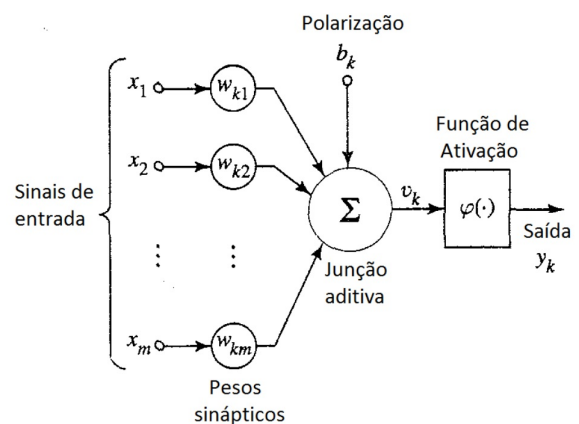 Polarização
b_k
x_1
w_k1
Função de
Ativação
x_2
w_k2
Sinais de
entrada
Σ
v_k
φ(·)
Saída
y_k
Junção
aditiva
x_m
w_km
Pesos
sinápticos